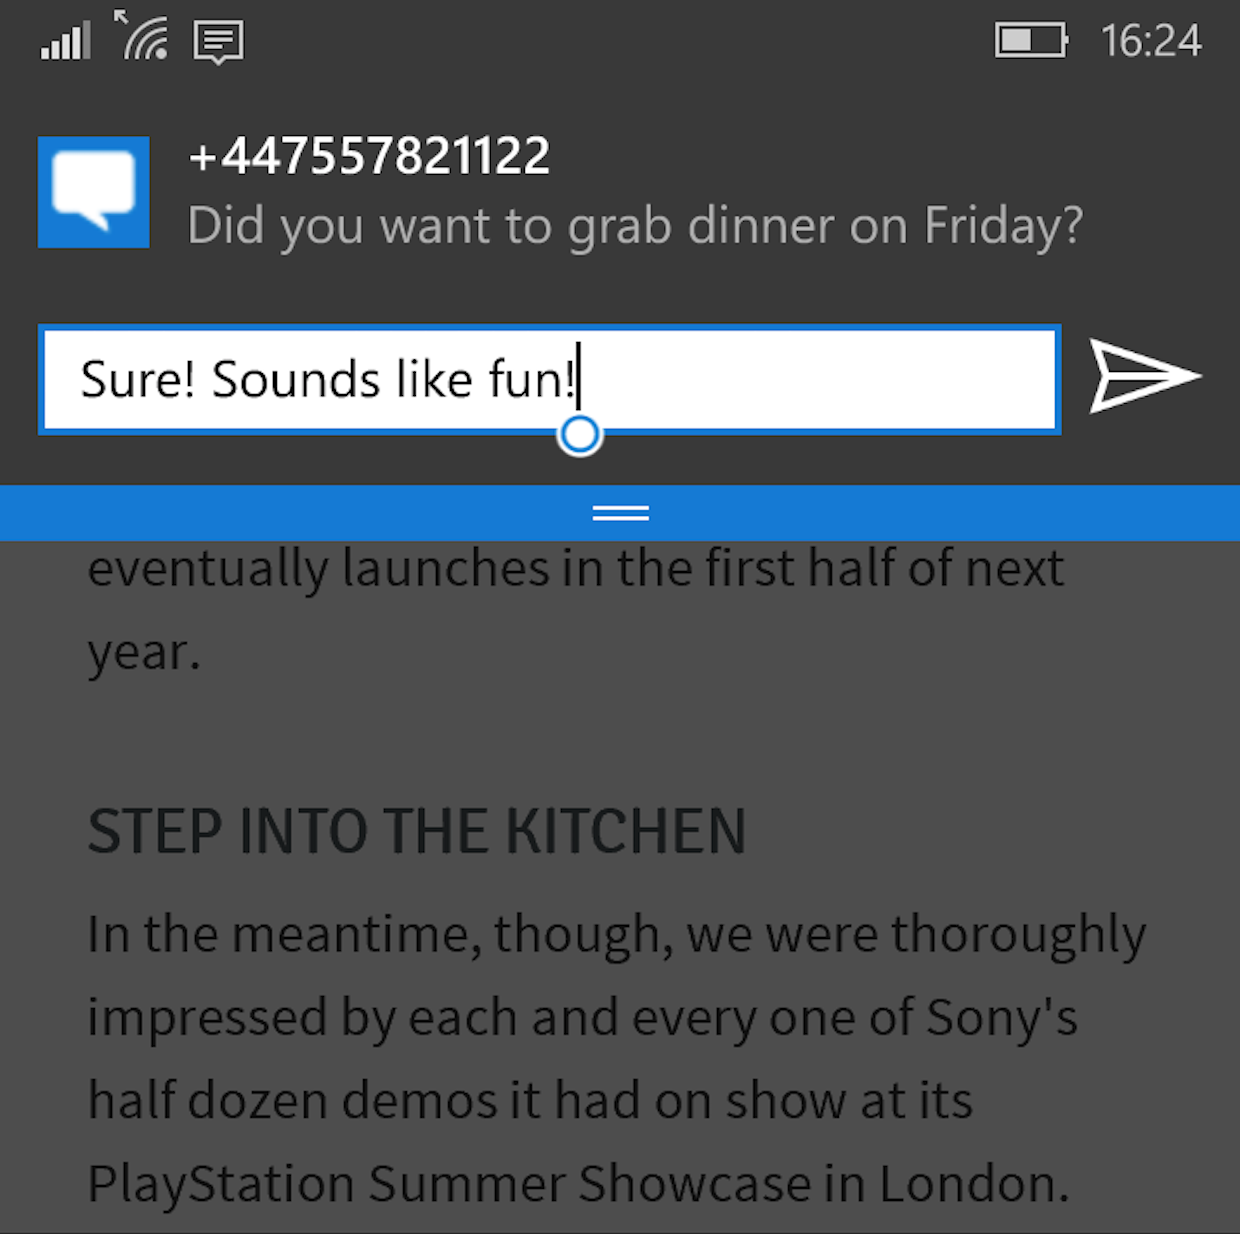 16:24
+447557821122
Did you want to grab dinner on Friday?
Sure! Sounds like fun!
eventually launches in the first half of next
year.
STEP INTO THE KITCHEN
In the meantime, though, we were thoroughly
impressed by each and every one of Sony's
half dozen demos it had on show at its
PlayStation Summer Showcase in London.